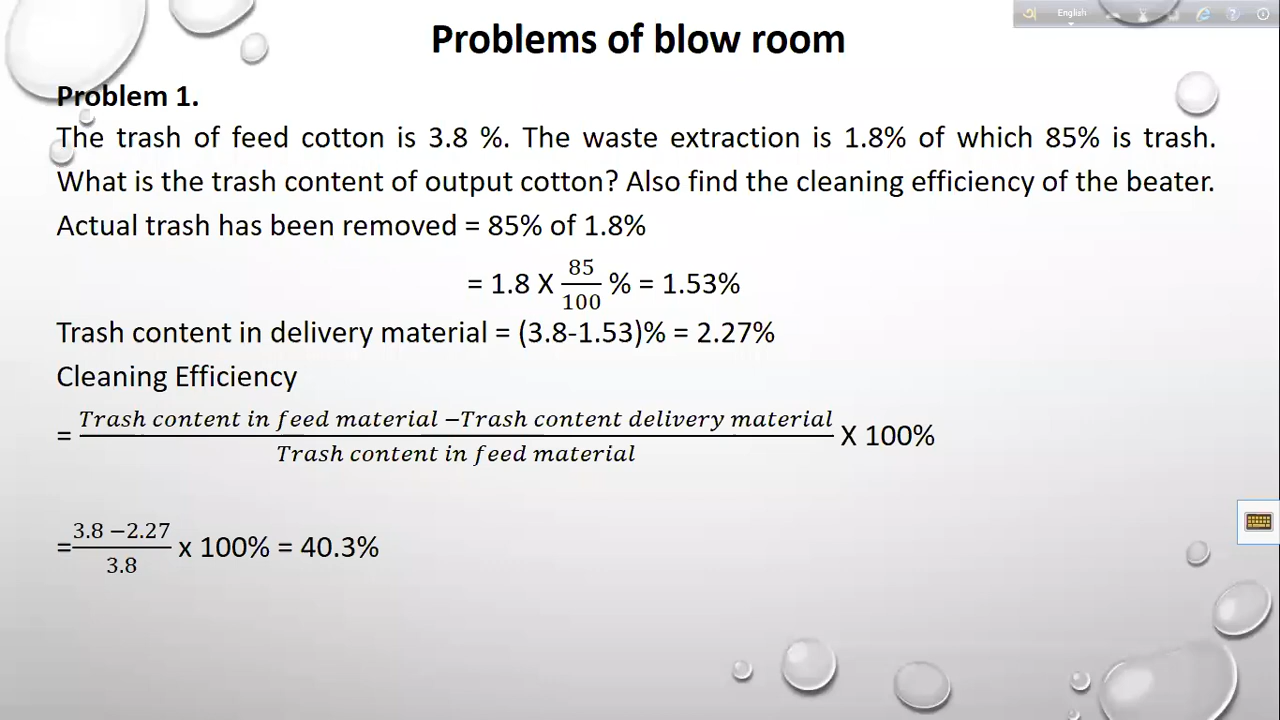 English
Problems of blow room
Problem 1.
The trash of feed cotton is 3.8 %. The waste extraction is 1.8% of which 85% is trash.
What is the trash content of output cotton? Also find the cleaning efficiency of the beater.
Actual trash has been removed = 85% of 1.8%
= 1.8 X 85/100 % = 1.53%
Trash content in delivery material = (3.8-1.53)% = 2.27%
Cleaning Efficiency
= Trash content in feed material −Trash content delivery material / Trash content in feed material X 100%
= 3.8 −2.27 / 3.8 x 100% = 40.3%